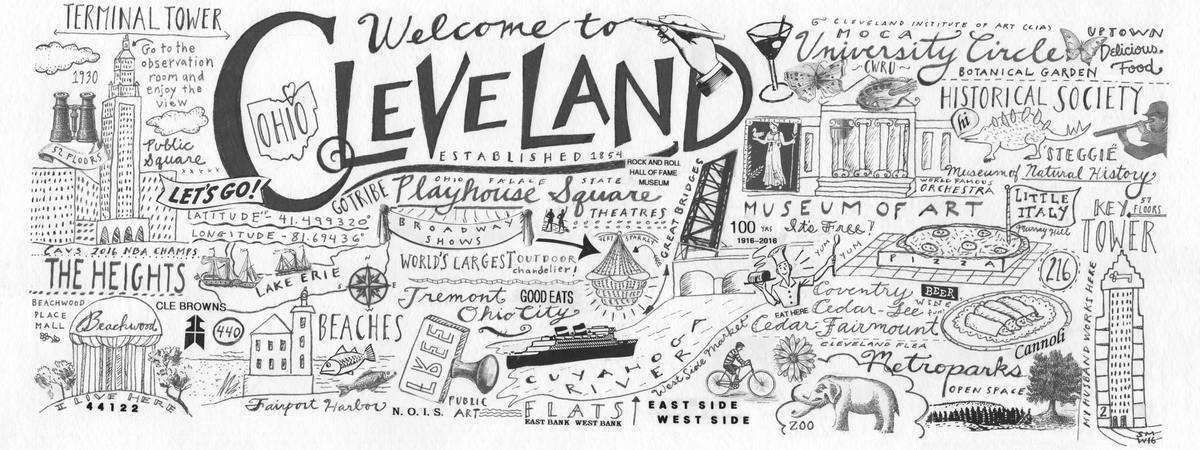 TERMINAL TOWER
1930
Go to the
observation
room and
enjoy the
view
52 FLOORS
Public
Square
LET'S GO!
Welcome to
CLEVELAND
OHIO
ESTABLISHED 1854
LATITUDE 41.499320°
LONGITUDE -81.69436°
GO TRIBE
OHIO PALACE STATE
Playhouse Square
THEATRES
BROADWAY
SHOWS
ROCK AND ROLL
HALL OF FAME
MUSEUM
GREAT BRIDGES
WORLD'S LARGEST OUTDOOR
chandelier!
CAVS 2016 NBA CHAMPS
THE HEIGHTS
LAKE ERIE
BEACHWOOD
PLACE
MALL
Beachwood
CLE BROWNS
440
BEACHES
I LIVE HERE
44122
Fairport Harbor
Tremont
GOOD EATS
Ohio City
FREE
N.O.I.S.
PUBLIC
ART
CUYAHOGA
RIVER
FLATS
EAST BANK WEST BANK
West Side Market
EAST SIDE
WEST SIDE
CLEVELAND INSTITUTE OF ART (CIA)
MOCA
University Circle
CWRU
BOTANICAL GARDEN
UPTOWN
Delicious
Food
HISTORICAL SOCIETY
hi
"STEGGIE"
Museum of Natural History
WORLD FAMOUS
ORCHESTRA
MUSEUM OF ART
100 YRS
1916-2016
It's Free!
LITTLE
ITALY
Murray Hill
PIZZA
YUM YUM
KEY
57
FLOORS
TOWER
216
EAT HERE
Coventry
BEER
WINE
Cedar-Lee
fun!
Cedar-Fairmount
CLEVELAND FLEA
Cannoli
Metroparks
OPEN SPACE
ZOO
MY HUSBAND WORKS HERE
2
SM
W16